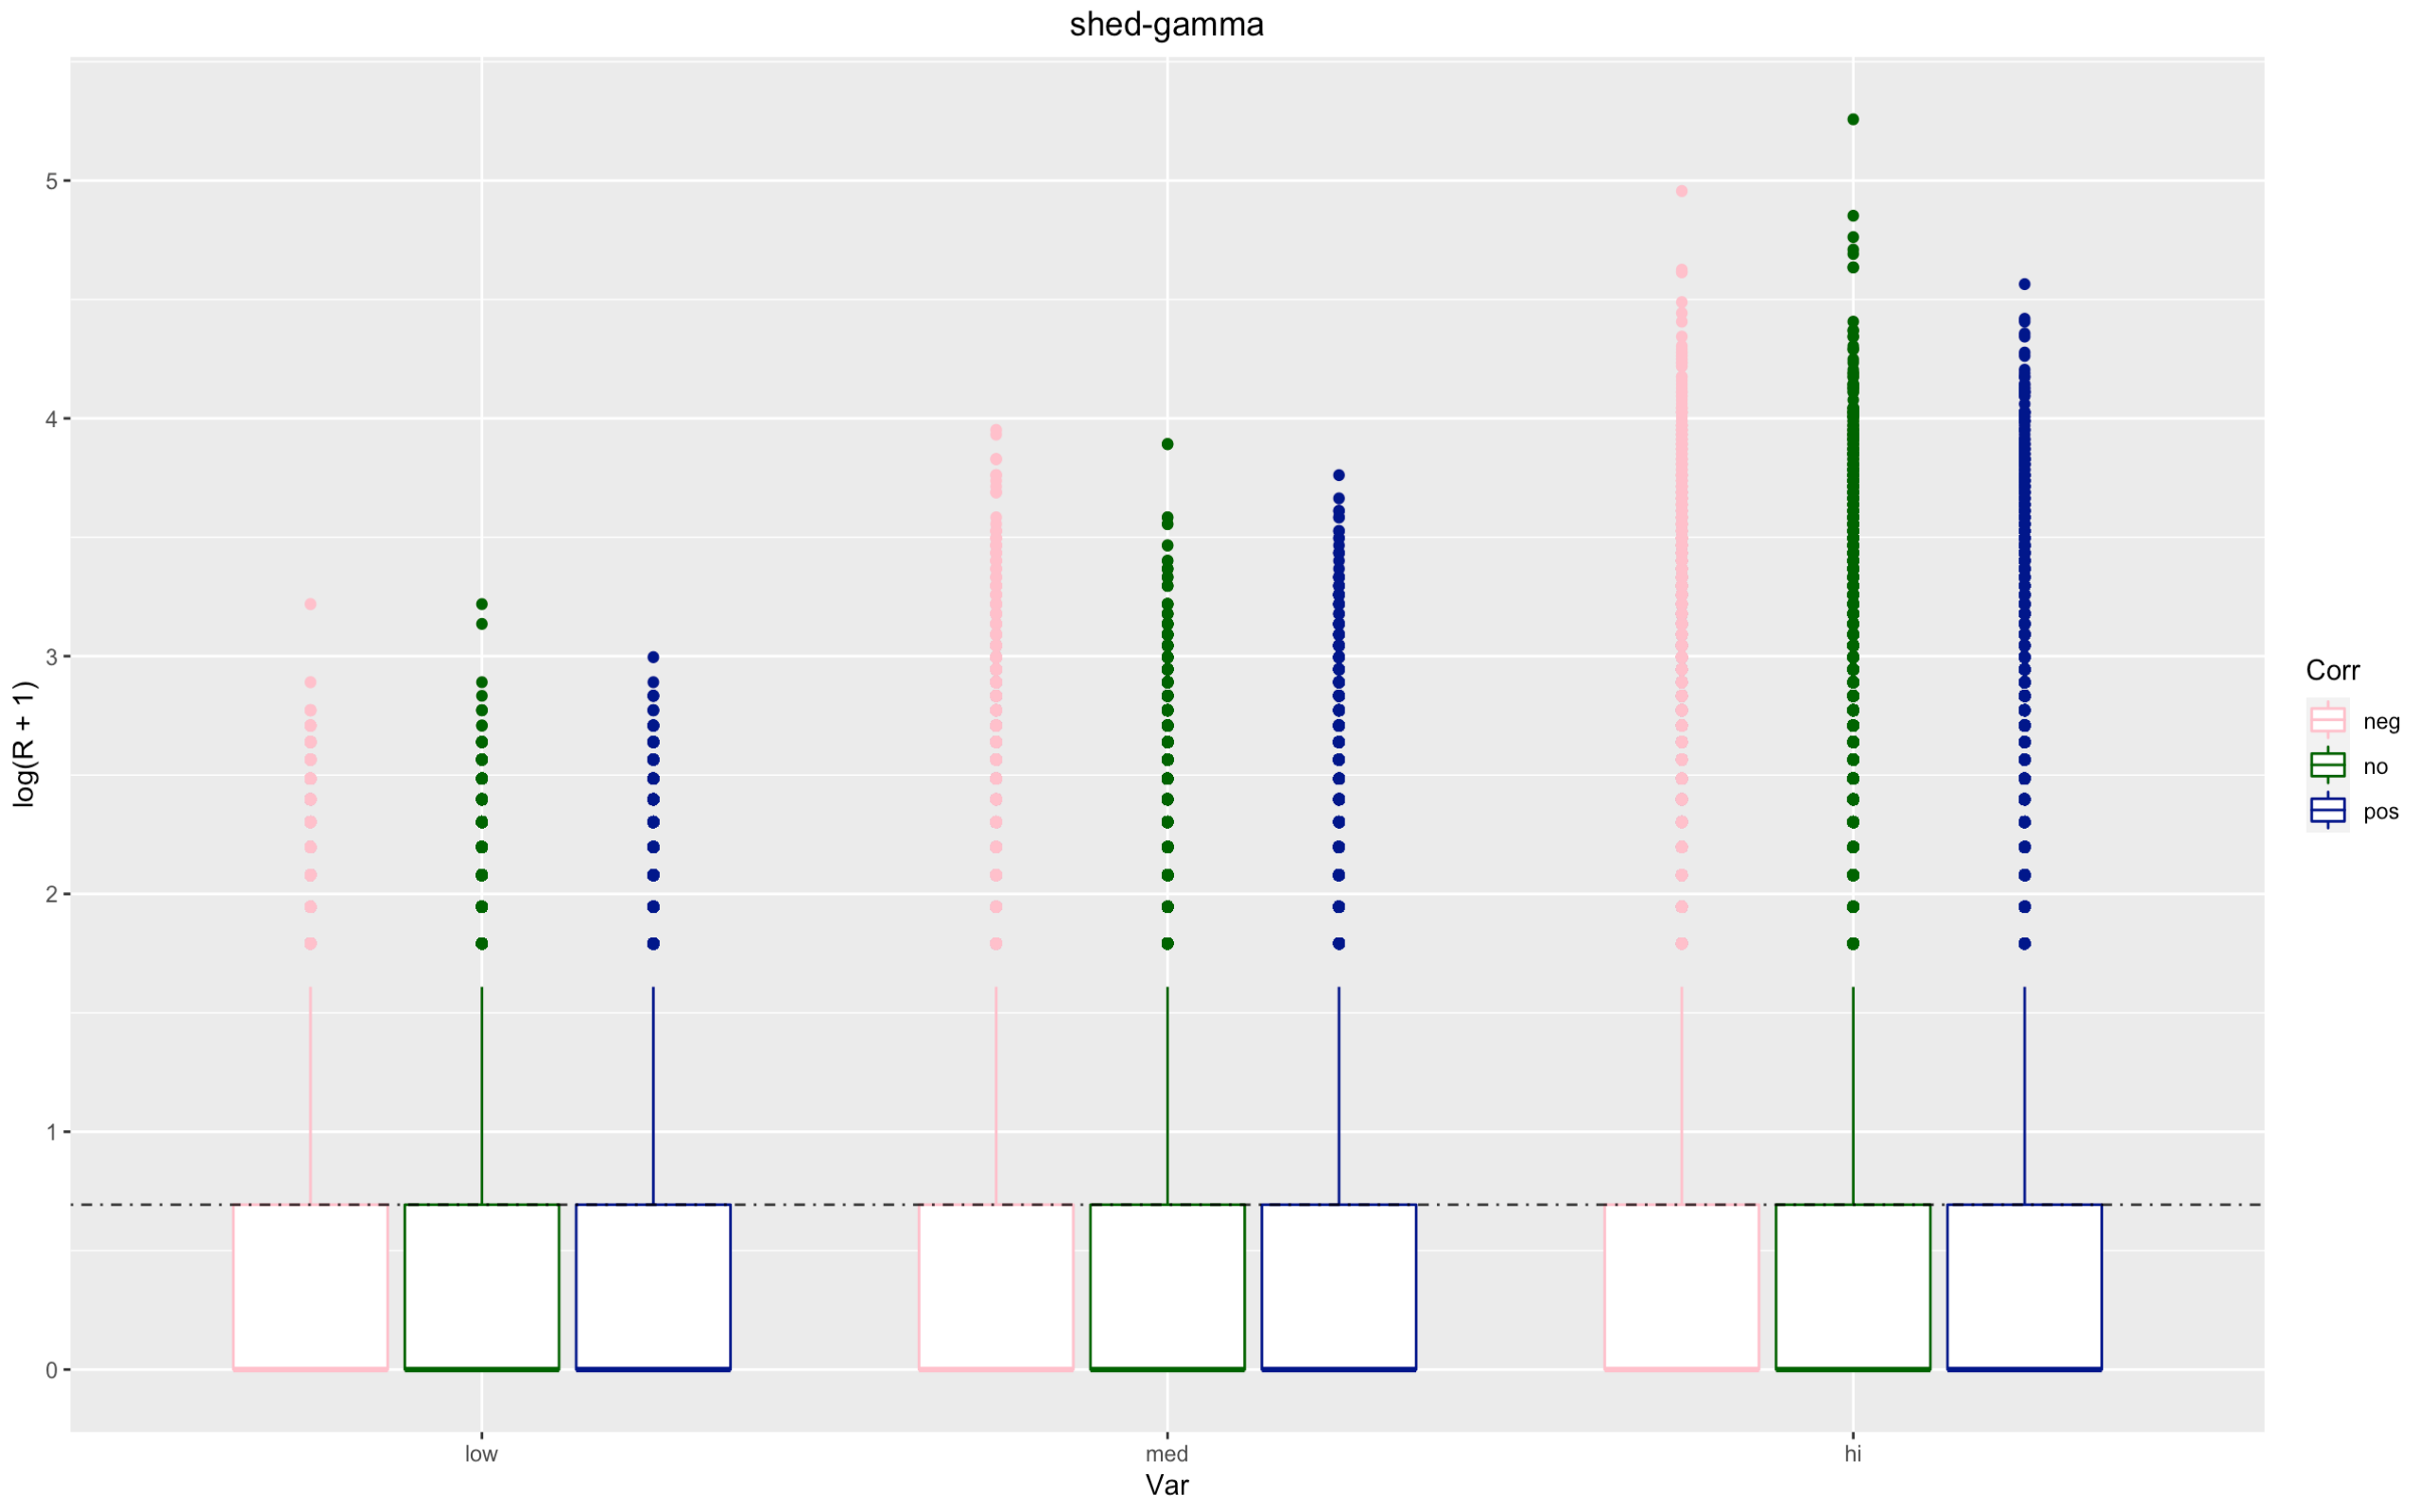 shed-gamma
log(R + 1)
5
4
3
2
1
0
low
med
hi
Var
Corr
neg
no
pos